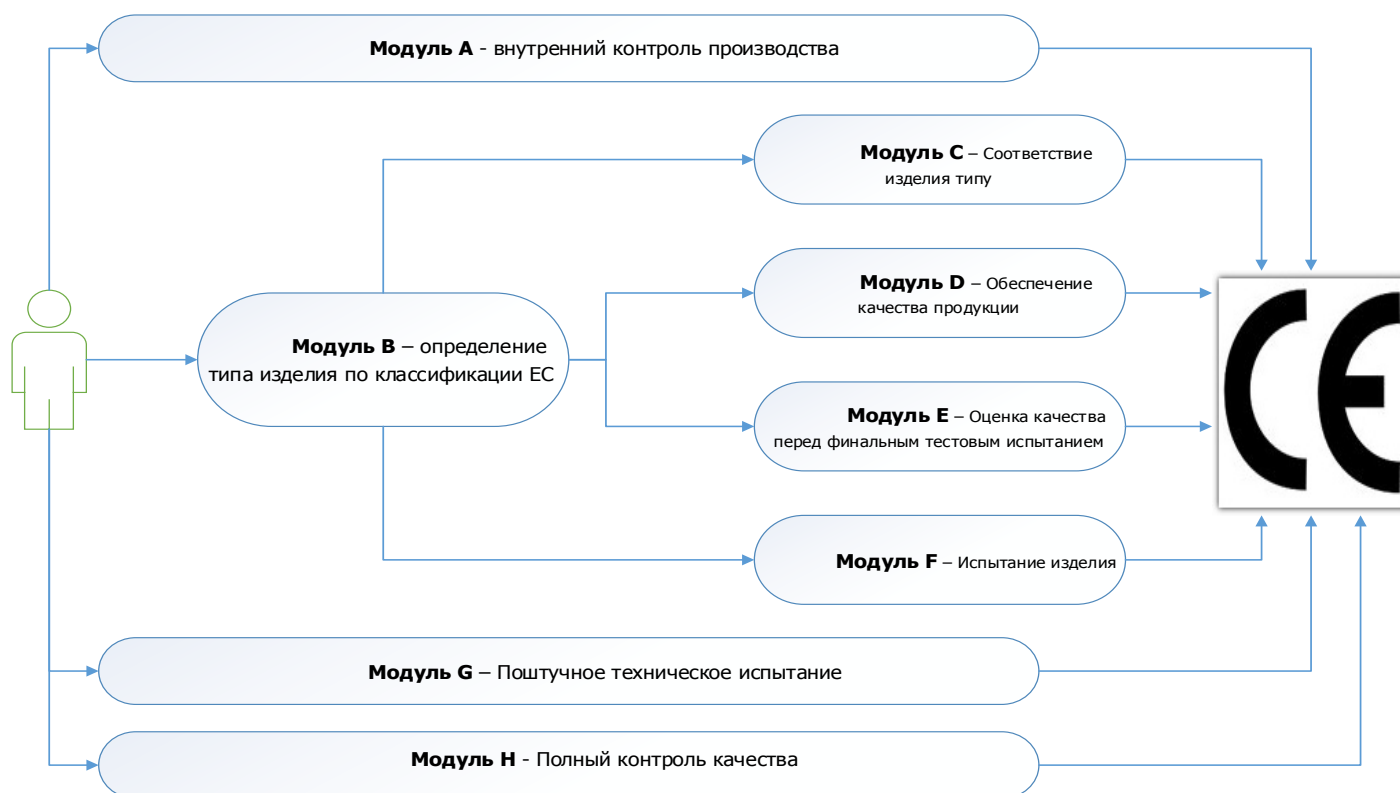 Модуль A - внутренний контроль производства
Модуль C – Соответствие
изделия типу
Модуль D – Обеспечение
качества продукции
Модуль B – определение
типа изделия по классификации ЕС
Модуль E – Оценка качества
перед финальным тестовым испытанием
Модуль F – Испытание изделия
Модуль G – Поштучное техническое испытание
Модуль H - Полный контроль качества
CE